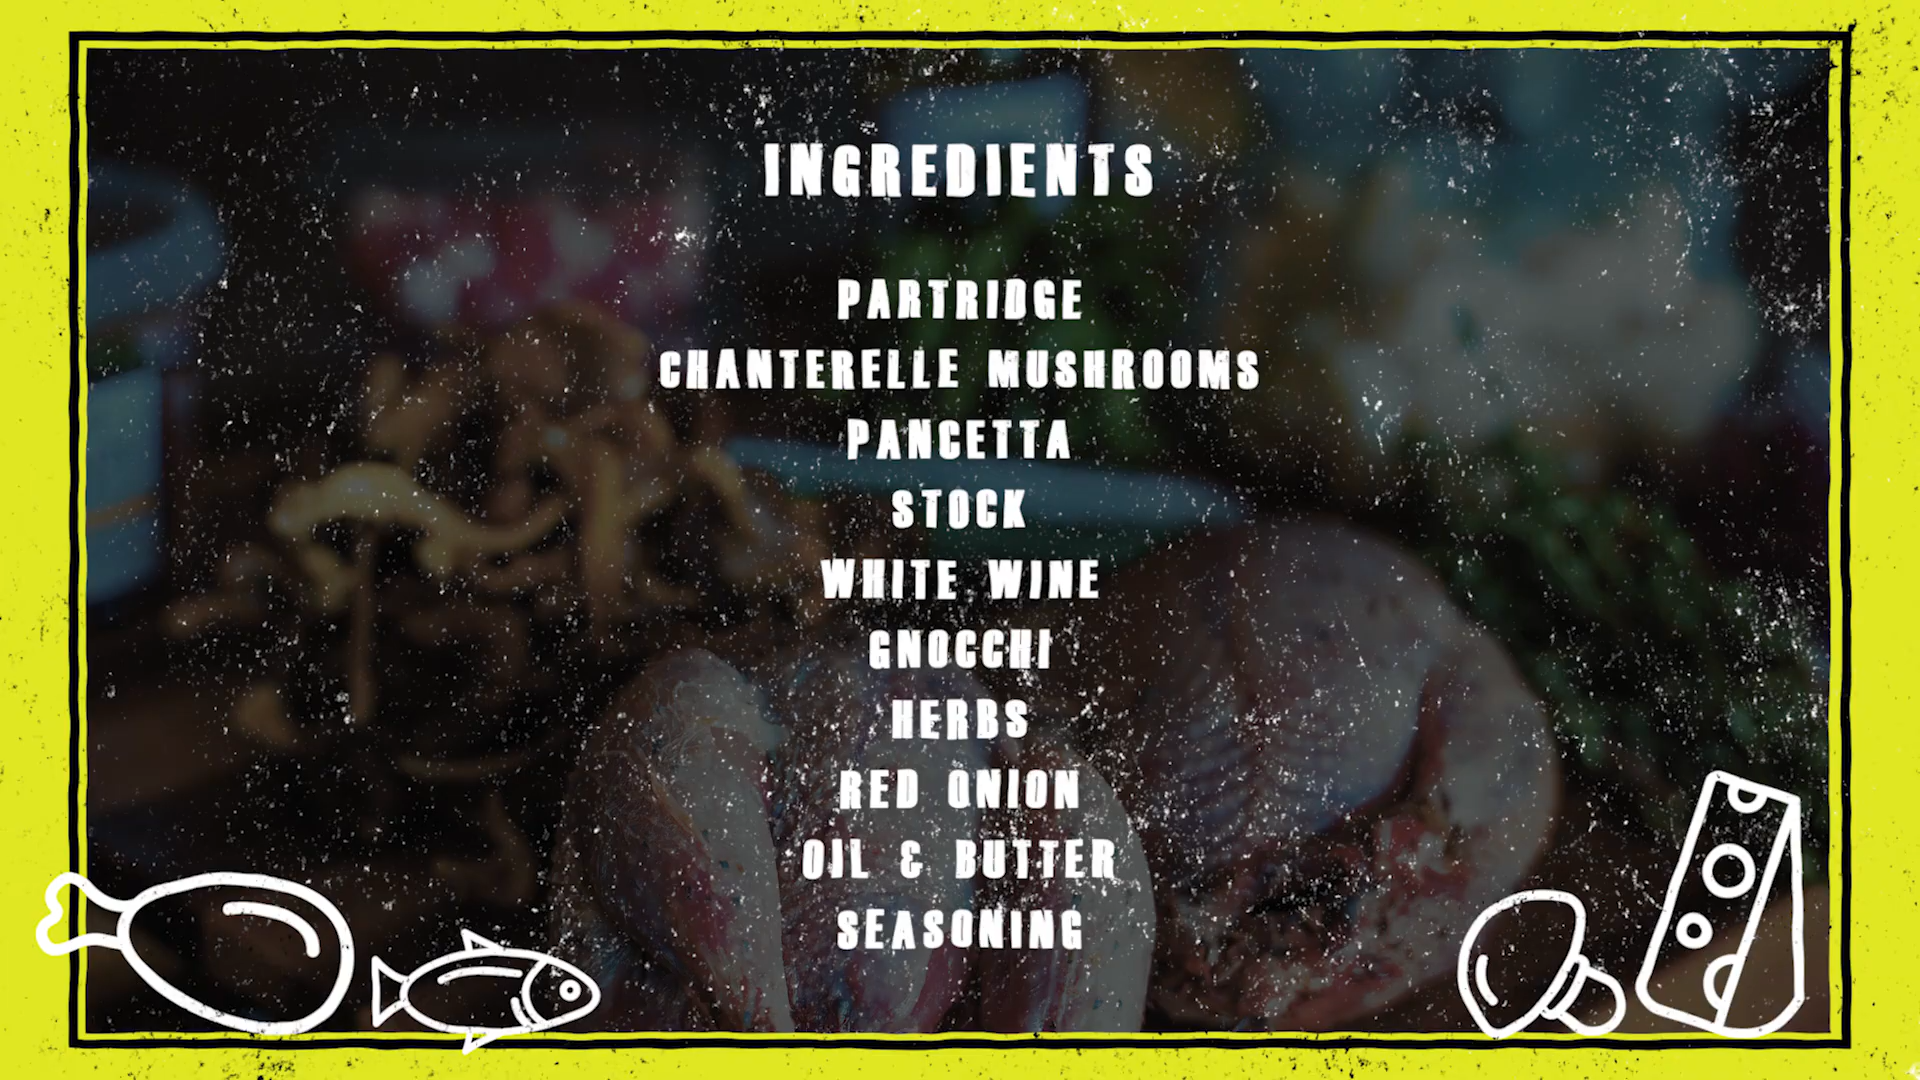 INGREDIENTS
PARTRIDGE
CHANTERELLE MUSHROOMS
PANCETTA
STOCK
WHITE WINE
GNOCCHI
HERBS
RED ONION
OIL & BUTTER
SEASONING